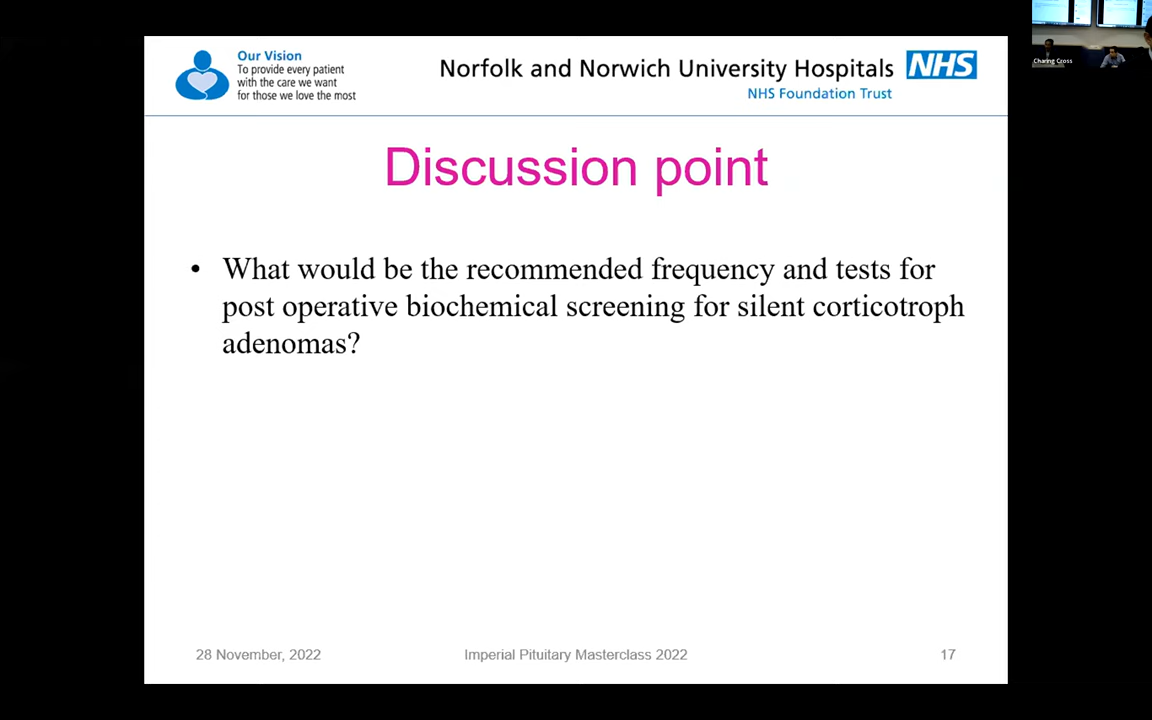 Our Vision
To provide every patient
with the care we want
for those we love the most
Norfolk and Norwich University Hospitals NHS
NHS Foundation Trust
Charing Cross
Discussion point
• What would be the recommended frequency and tests for
post operative biochemical screening for silent corticotroph
adenomas?
28 November, 2022 Imperial Pituitary Masterclass 2022 17